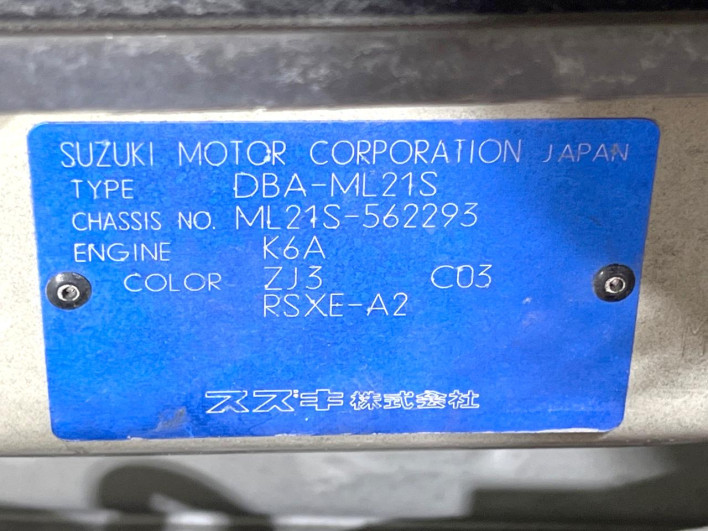 SUZUKI MOTOR CORPORATION JAPAN
TYPE DBA-ML21S
CHASSIS NO. ML21S-562293
ENGINE K6A
COLOR ZJ3 C03
RSXE-A2
スズキ株式会社